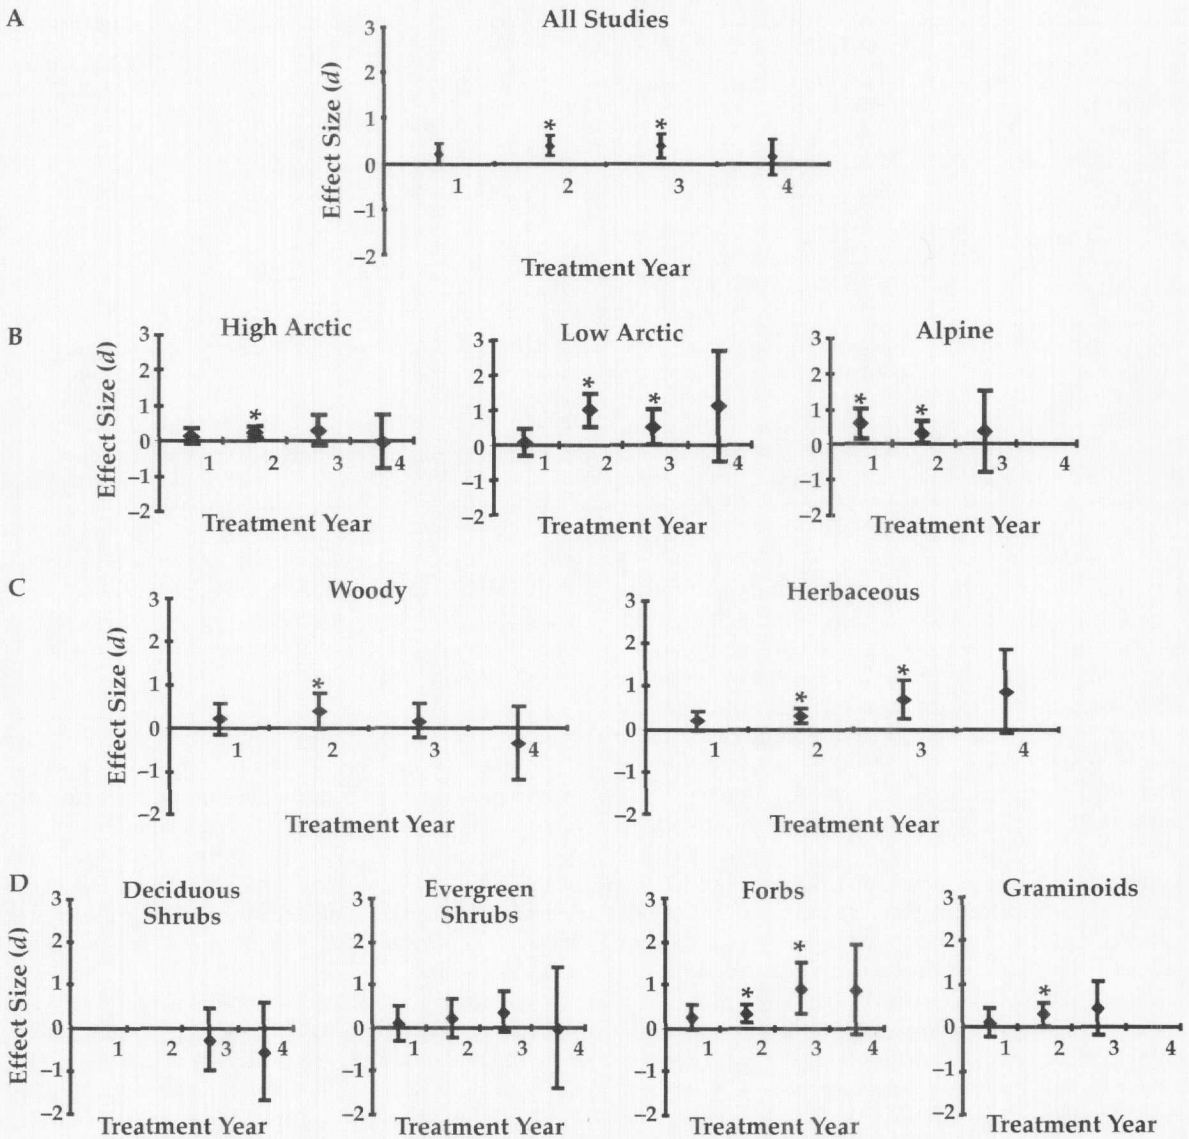 A
All Studies
Effect Size (d)
3
2
1
0
−1
−2
* *
1 2 3 4
Treatment Year
B
High Arctic
Effect Size (d)
3
2
1
0
−1
−2
*
1 2 3 4
Treatment Year
Low Arctic
3
2
1
0
−1
−2
* *
1 2 3 4
Treatment Year
Alpine
3
2
1
0
−1
−2
* *
1 2 3 4
Treatment Year
C
Woody
Effect Size (d)
3
2
1
0
−1
−2
*
1 2 3 4
Treatment Year
Herbaceous
3
2
1
0
−1
−2
* *
1 2 3 4
Treatment Year
D
Deciduous
Shrubs
Effect Size (d)
3
2
1
0
−1
−2
1 2 3 4
Treatment Year
Evergreen
Shrubs
3
2
1
0
−1
−2
1 2 3 4
Treatment Year
Forbs
3
2
1
0
−1
−2
* *
1 2 3 4
Treatment Year
Graminoids
3
2
1
0
−1
−2
*
1 2 3 4
Treatment Year